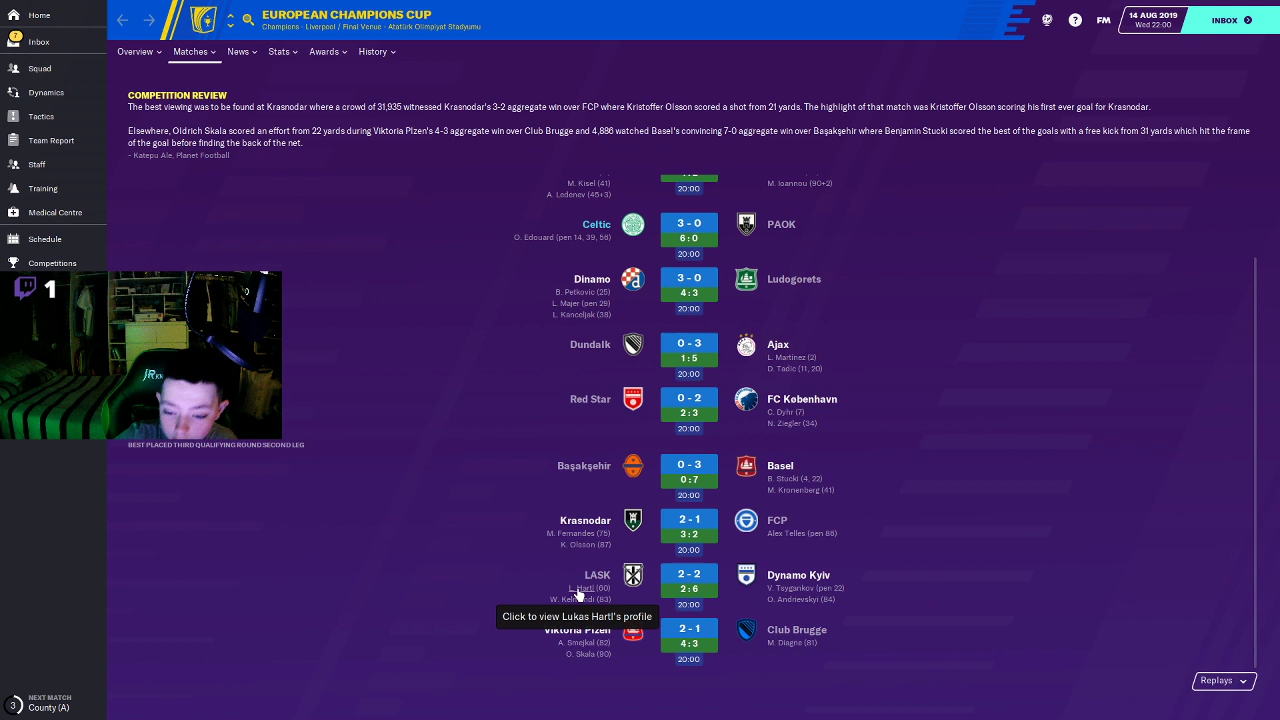 EUROPEAN CHAMPIONS CUP
Champions - Liverpool / Final Venue - Atatürk Olimpiyat Stadyumu
FM
14 AUG 2019
Wed 22:00
INBOX
7
Inbox
Squad
Dynamics
Tactics
Team Report
Staff
Training
Medical Centre
Schedule
Competitions
Overview
Matches
News
Stats
Awards
History
COMPETITION REVIEW
The best viewing was to be found at Krasnodar where a crowd of 31,935 witnessed Krasnodar's 3-2 aggregate win over FCP where Kristoffer Olsson scored a shot from 21 yards. The highlight of that match was Kristoffer Olsson scoring his first ever goal for Krasnodar.
Elsewhere, Oldrich Skala scored an effort from 22 yards during Viktoria Plzen's 4-3 aggregate win over Club Brugge and 4,886 watched Basel's convincing 7-0 aggregate win over Başakşehir where Benjamin Stucki scored the best of the goals with a free kick from 31 yards which hit the frame
of the goal before finding the back of the net.
- Katepu Ale, Planet Football
M. Kisel (41)
A. Ledenev (45+3)
20:00
M. Ioannou (90+2)
Celtic 3 - 0 PAOK
O. Edouard (pen 14, 39, 56) 6 : 0
20:00
Dinamo 3 - 0 Ludogorets
B. Petkovic (25) 4 : 3
L. Majer (pen 29) 20:00
L. Kanceljak (38)
Dundalk 0 - 3 Ajax
1 : 5 L. Martinez (2)
20:00 D. Tadic (11, 20)
Red Star 0 - 2 FC København
2 : 3 C. Dyhr (7)
20:00 N. Ziegler (34)
BEST PLACED THIRD QUALIFYING ROUND SECOND LEG
Başakşehir 0 - 3 Basel
0 : 7 B. Stucki (4, 22)
20:00 M. Kronenberg (41)
Krasnodar 2 - 1 FCP
M. Fernandes (75) 3 : 2 Alex Telles (pen 86)
K. Olsson (87) 20:00
LASK 2 - 2 Dynamo Kyiv
L. Hartl (60) 2 : 6 V. Tsygankov (pen 22)
(83) 20:00 O. Andrievskyi (84)
Click to view Lukas Hartl's profile
Viktoria Plzen 2 - 1 Club Brugge
A. Smejkal (82) 4 : 3 M. Diagne (81)
O. Skala (90) 20:00
Replays
1
3
NEXT MATCH
County (A)